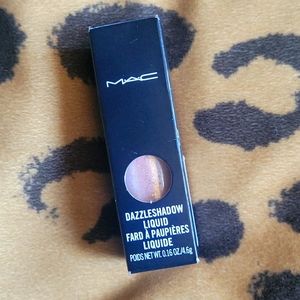 MAC
DAZZLESHADOW
LIQUID
FARD À PAUPIÈRES
LIQUIDE
POIDS NET WT. 0.16 OZ/4.6g